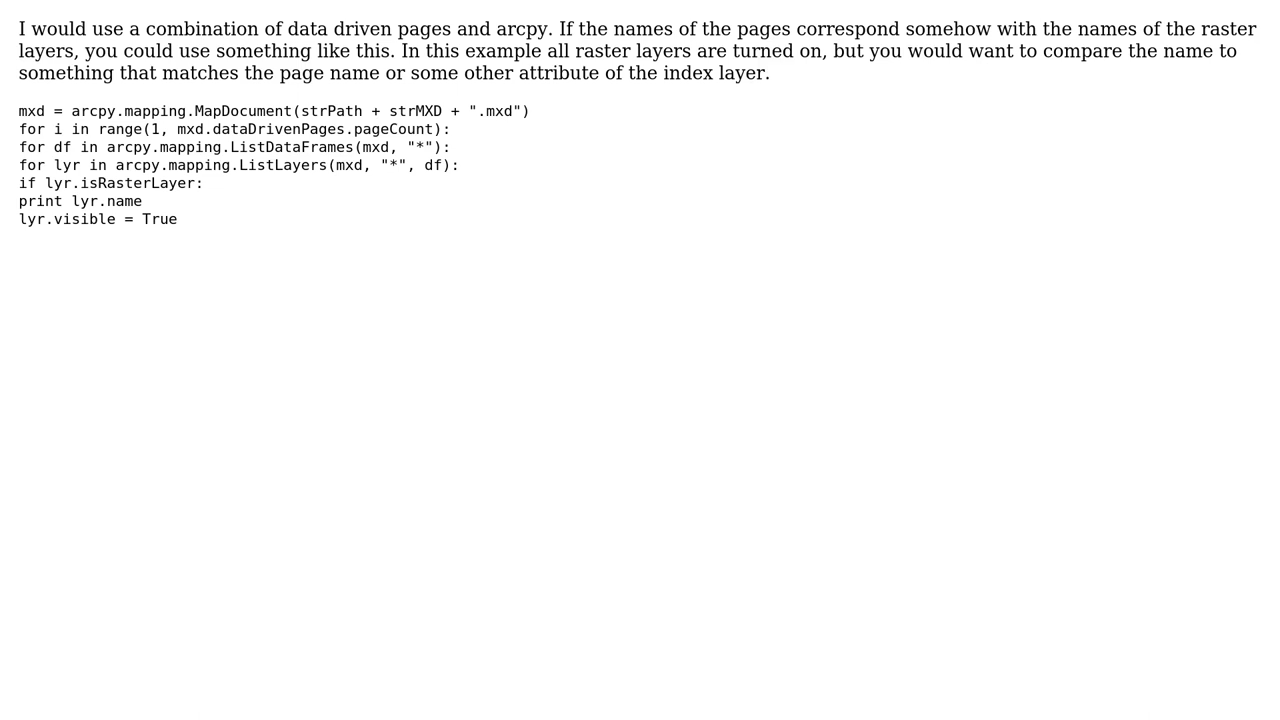 I would use a combination of data driven pages and arcpy. If the names of the pages correspond somehow with the names of the raster
layers, you could use something like this. In this example all raster layers are turned on, but you would want to compare the name to
something that matches the page name or some other attribute of the index layer.
mxd = arcpy.mapping.MapDocument(strPath + strMXD + ".mxd")
for i in range(1, mxd.dataDrivenPages.pageCount):
for df in arcpy.mapping.ListDataFrames(mxd, "*"):
for lyr in arcpy.mapping.ListLayers(mxd, "*", df):
if lyr.isRasterLayer:
print lyr.name
lyr.visible = True